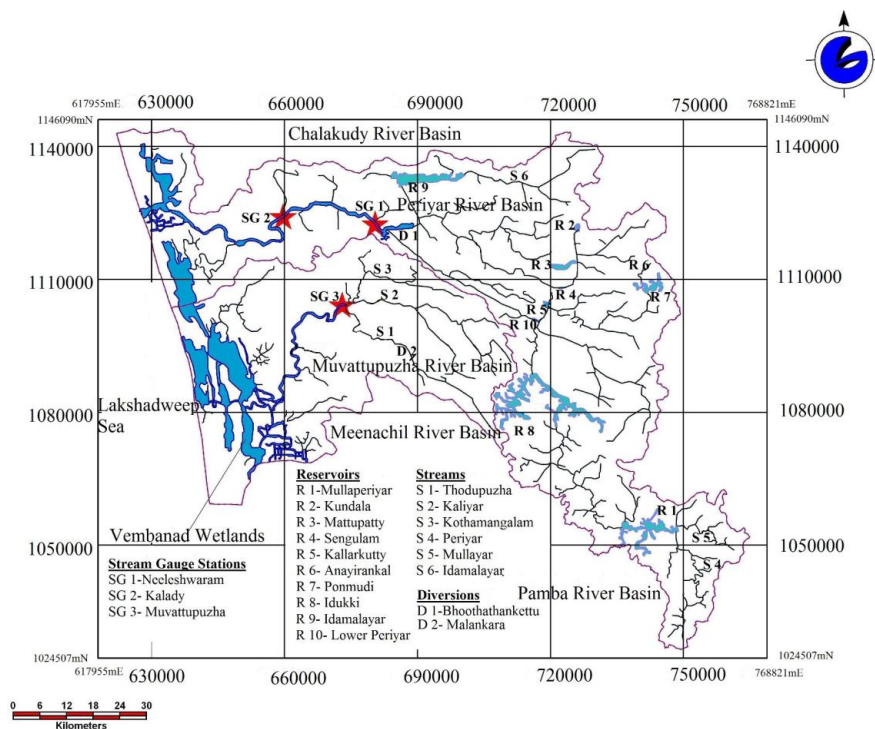 617955mE 630000 660000 690000 720000 750000 768821mE
1146090mN 1146090mN
Chalakudy River Basin
1140000 1140000
S 6
R 9
Periyar River Basin
SG 2 SG 1
R 2
D 1
R 3 R 6
S 3
1110000 1110000
SG 3 S 2 R 4 R 7
R 5
R 10
S 1
D 2
Muvattupuzha River Basin
Lakshadweep
Sea
1080000 1080000
Meenachil River Basin R 8
Vembanad Wetlands
Reservoirs
R 1-Mullaperiyar
R 2- Kundala
R 3- Mattupatty
R 4- Sengulam
R 5- Kallarkutty
R 6- Anayirankal
R 7- Ponmudi
R 8- Idukki
R 9- Idamalayar
R 10- Lower Periyar
Streams
S 1- Thodupuzha
S 2- Kaliyar
S 3- Kothamangalam
S 4- Periyar
S 5- Mullayar
S 6- Idamalayar
Diversions
D 1-Bhoothathankettu
D 2- Malankara
R 1
S 5
S 4
1050000 1050000
Pamba River Basin
Stream Gauge Stations
SG 1-Neeleshwaram
SG 2- Kalady
SG 3- Muvattupuzha
1024507mN 1024507mN
617955mE 630000 660000 690000 720000 750000 768821mE
0 6 12 18 24 30
Kilometers